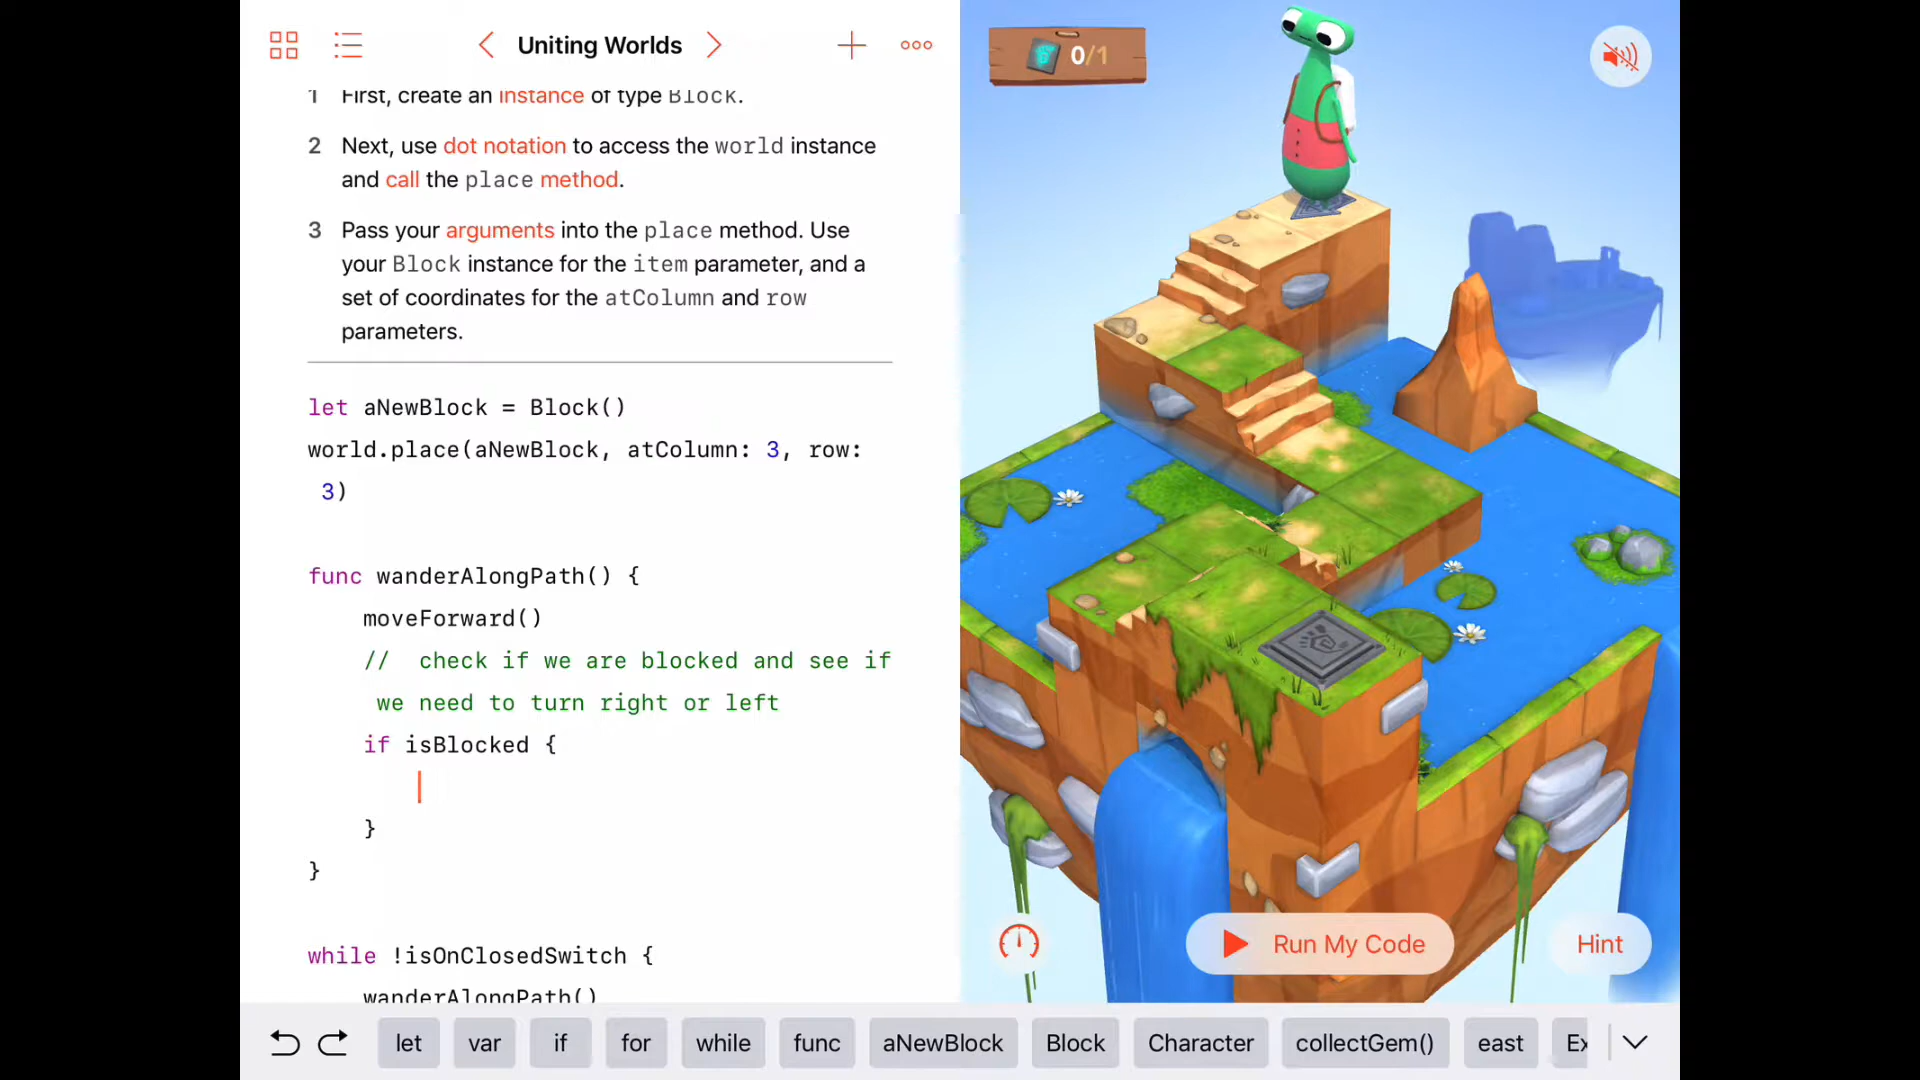 Uniting Worlds
1 First, create an instance of type Block.
2 Next, use dot notation to access the world instance
and call the place method.
3 Pass your arguments into the place method. Use
your Block instance for the item parameter, and a
set of coordinates for the atColumn and row
parameters.
let aNewBlock = Block()
world.place(aNewBlock, atColumn: 3, row:
3)
func wanderAlongPath() {
moveForward()
// check if we are blocked and see if
we need to turn right or left
if isBlocked {
}
}
while !isOnClosedSwitch {
wanderAlongPath()
0/1
Run My Code
Hint
let var if for while func aNewBlock Block Character collectGem() east Ex